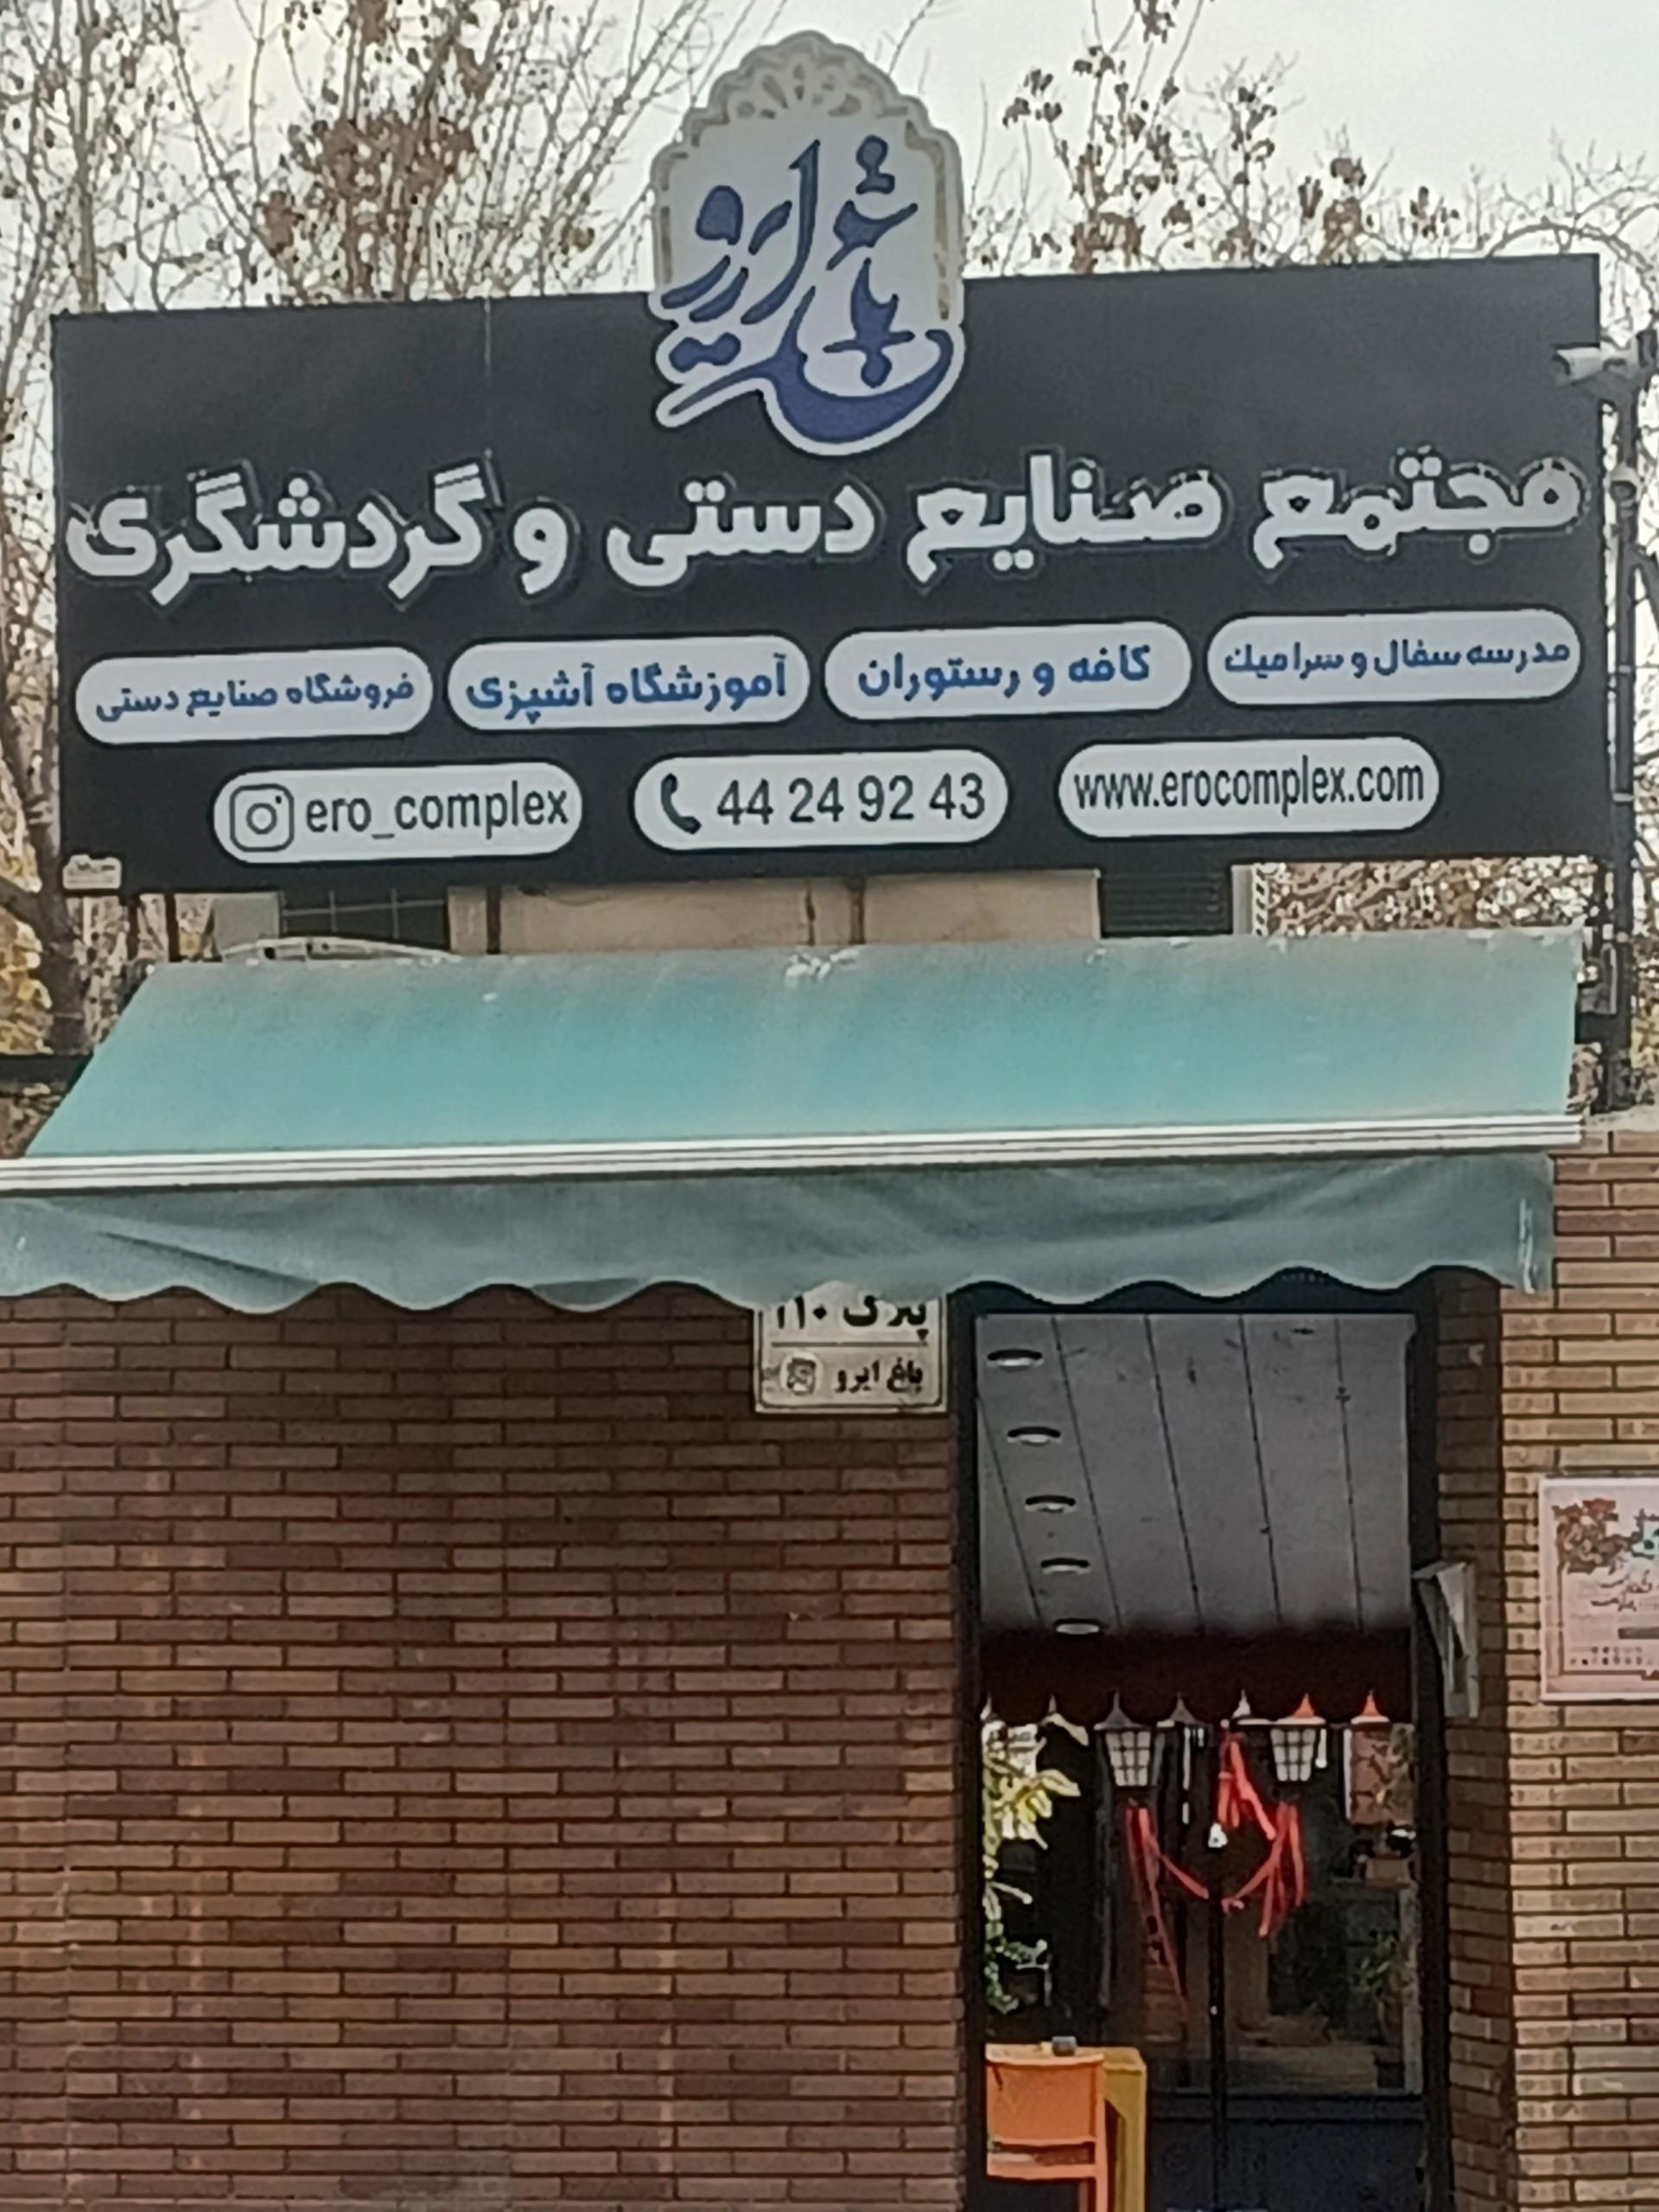 باغ ایرو
مجتمع صنایع دستی و گردشگری
مدرسه سفال و سرامیک
کافه و رستوران
آموزشگاه آشپزی
فروشگاه صنایع دستی
www.erocomplex.com
44 24 92 43
ero_complex
پلاک ۲۱۰
باغ ایرو